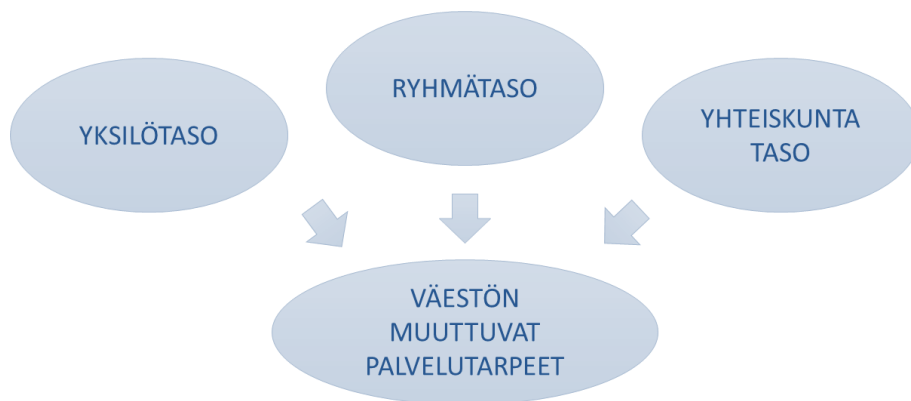 YKSILÖTASO
RYHMÄTASO
YHTEISKUNTA
TASO
VÄESTÖN
MUUTTUVAT
PALVELUTARPEET